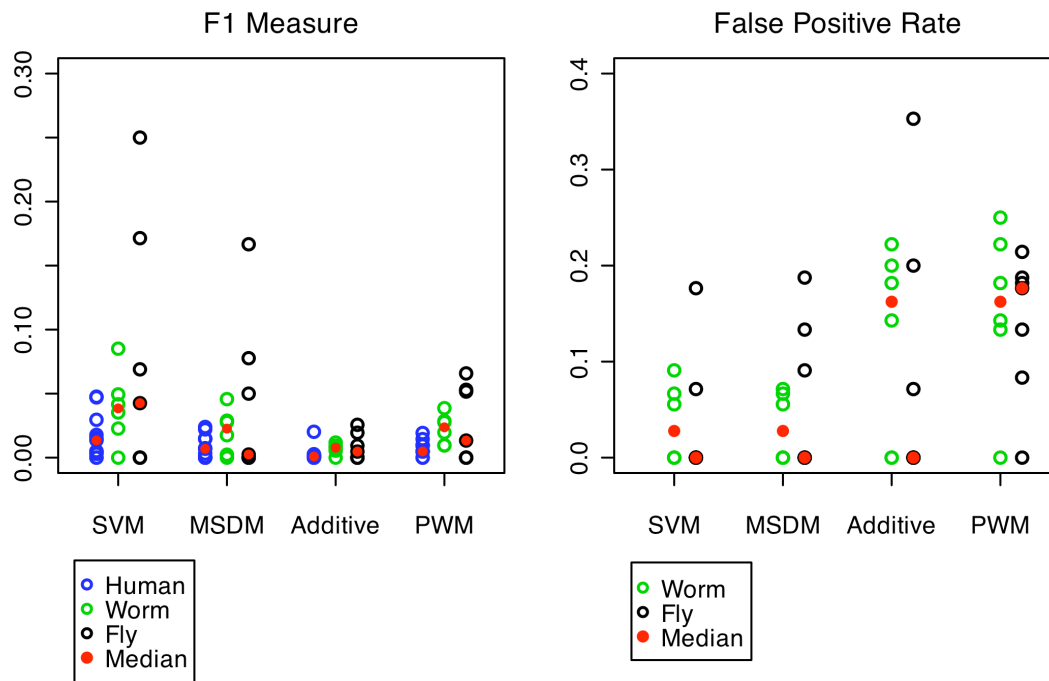 F1 Measure
0.30
0.20
0.10
0.00
SVM MSDM Additive PWM
Human
Worm
Fly
Median
False Positive Rate
0.4
0.3
0.2
0.1
0.0
SVM MSDM Additive PWM
Worm
Fly
Median